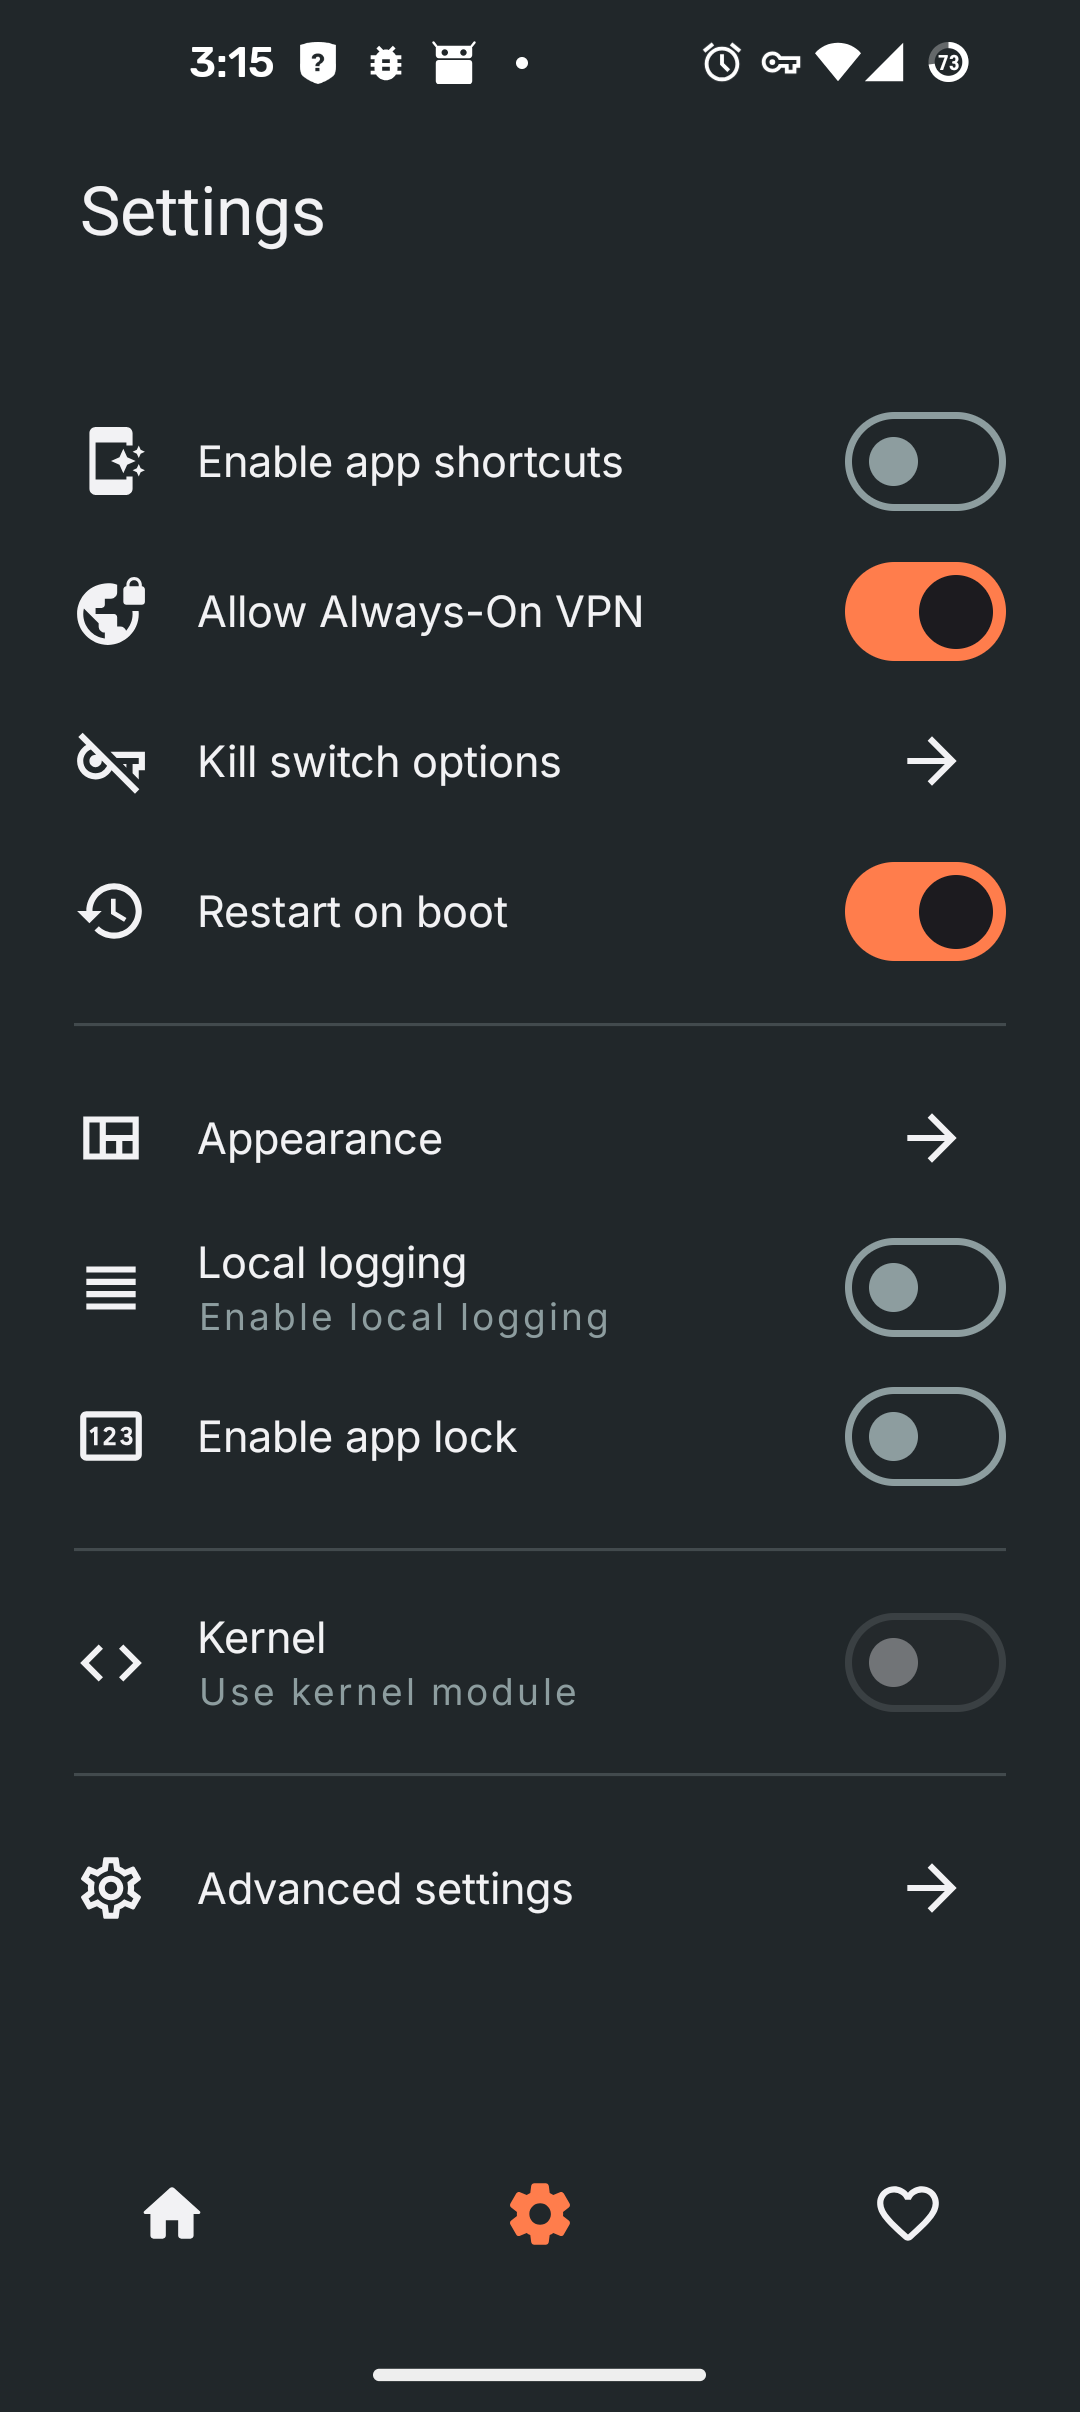 3:15
?
73
Settings
Enable app shortcuts
Allow Always-On VPN
Kill switch options
Restart on boot
Appearance
Local logging
Enable local logging
123
Enable app lock
Kernel
Use kernel module
Advanced settings